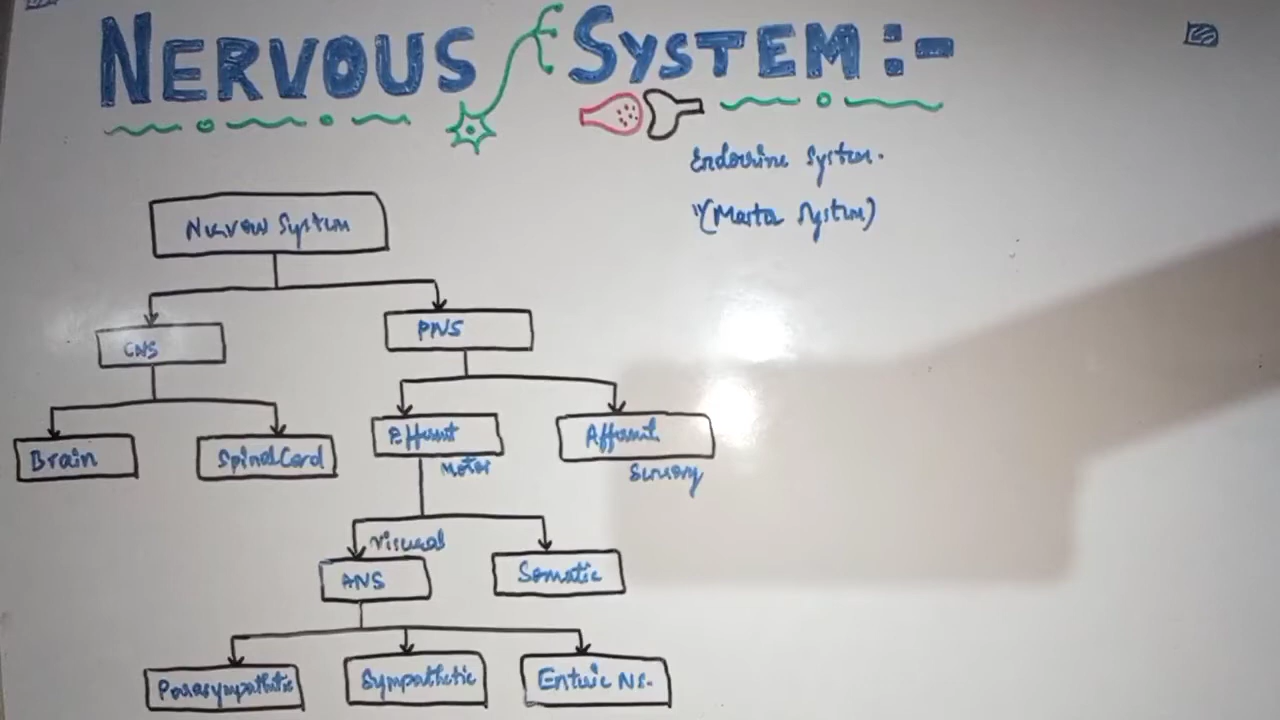 NERVOUS SYSTEM :-
Endocrine System.
(Master System)
Nervous System
CNS
PNS
Brain
Spinal Cord
Efferent
Motor
Afferent
Sensory
Visceral
ANS
Somatic
Parasympathetic
Sympathetic
Enteric NS.